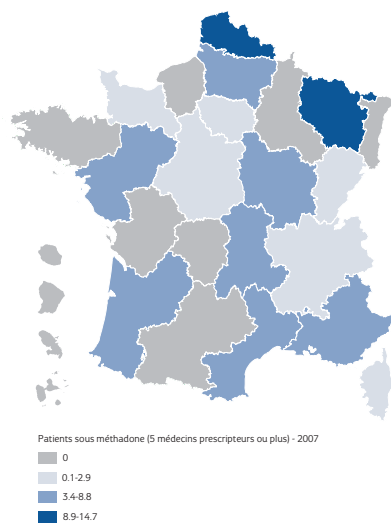 Patients sous méthadone (5 médecins prescripteurs ou plus) - 2007
0
0.1-2.9
3.4-8.8
8.9-14.7